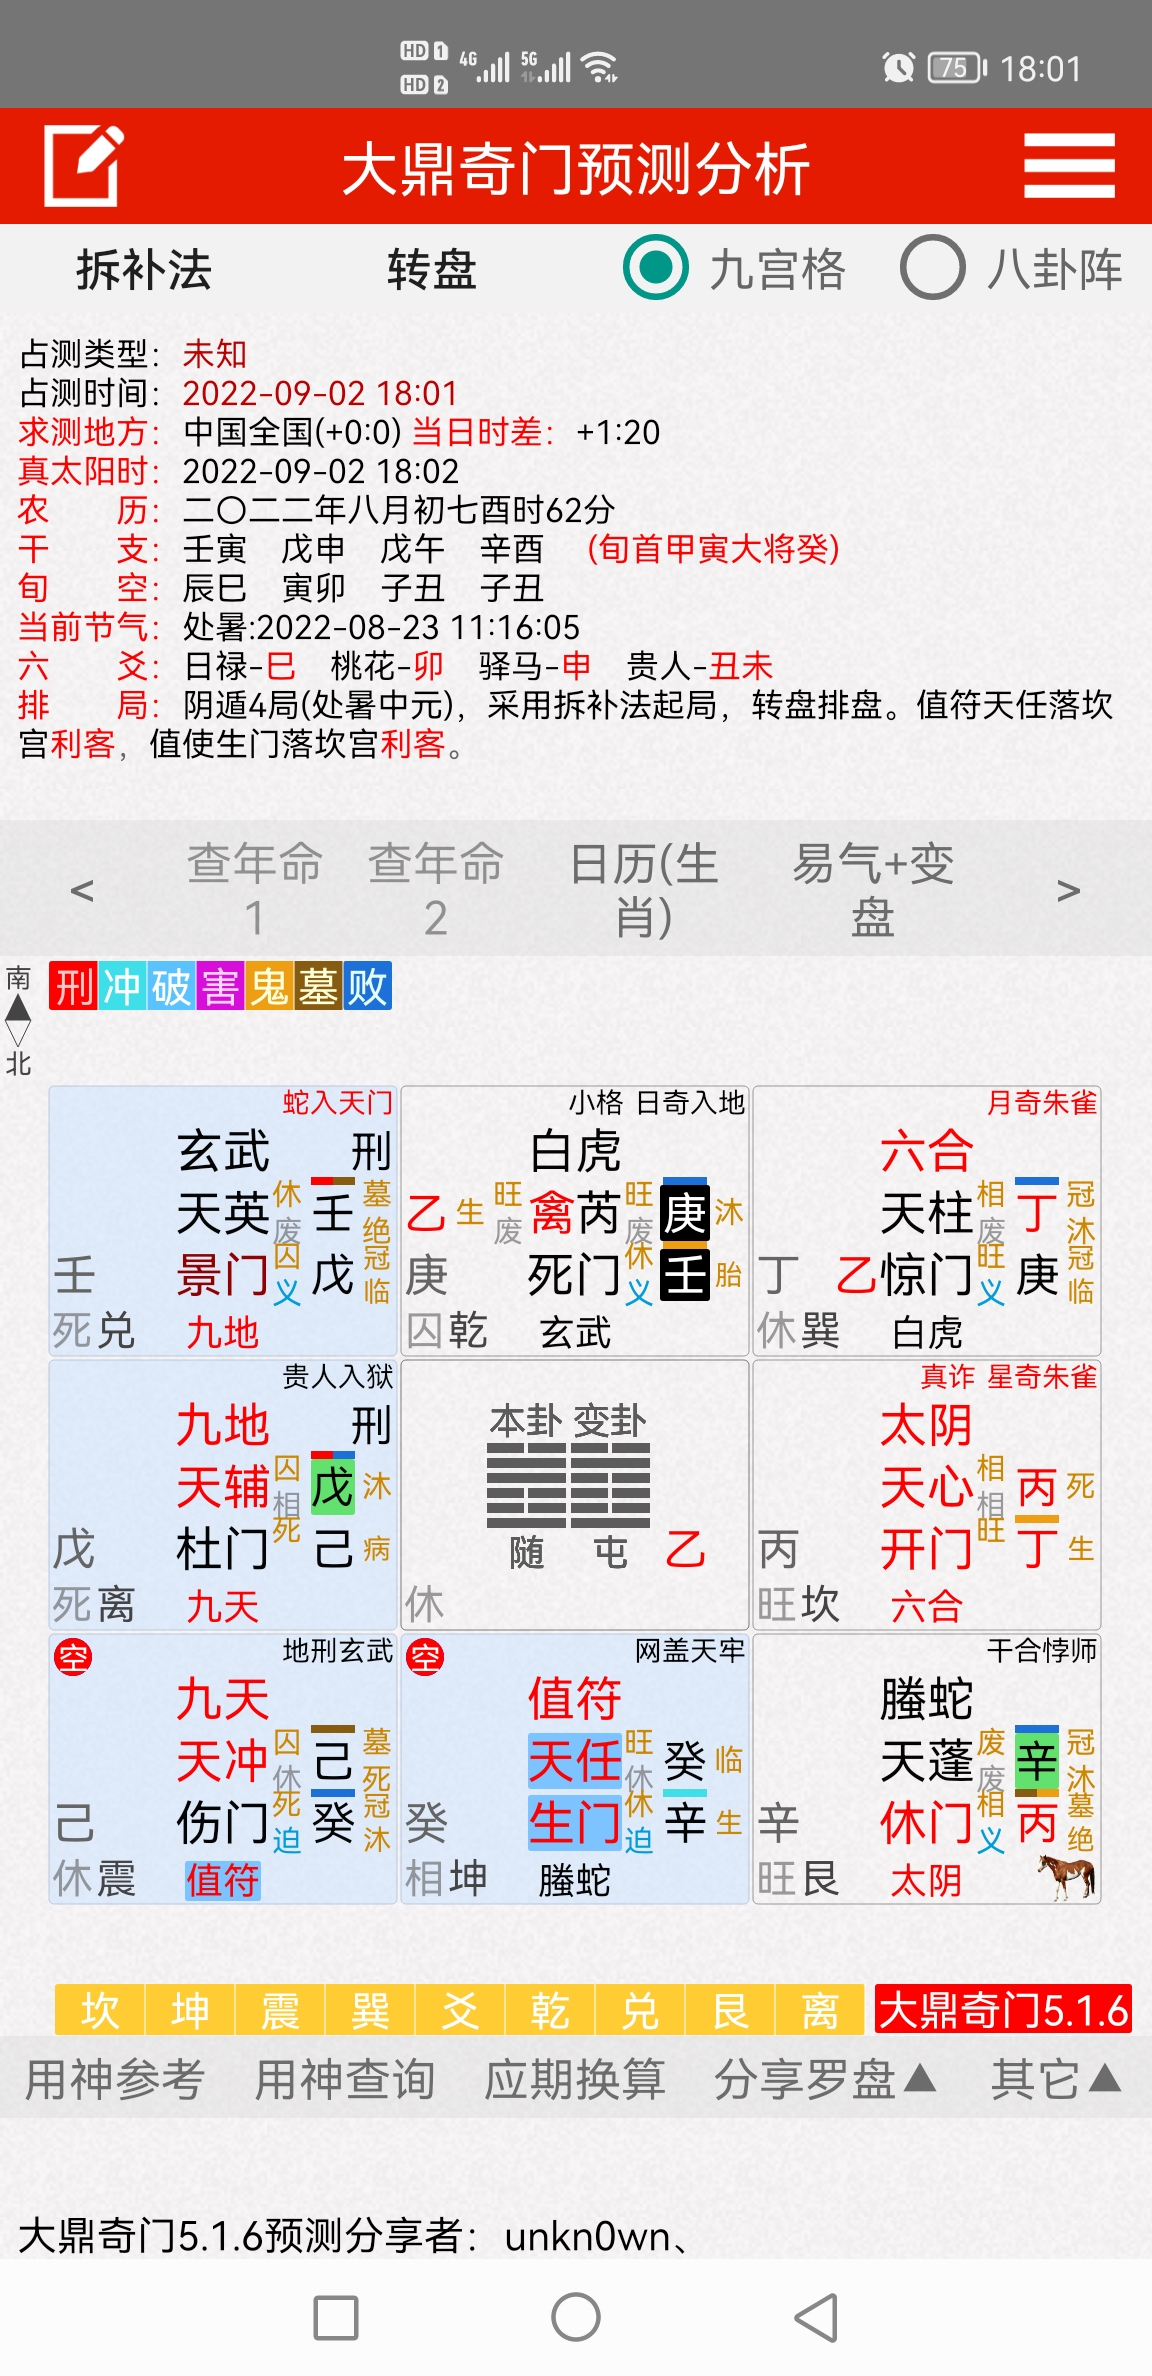 HD 1 4G 5G 75 18:01
HD 2
大鼎奇门预测分析
拆补法 转盘 九宫格 八卦阵
占测类型：未知
占测时间：2022-09-02 18:01
求测地方：中国全国(+0:0) 当日时差：+1:20
真太阳时：2022-09-02 18:02
农 历：二〇二二年八月初七酉时62分
干 支：壬寅 戊申 戊午 辛酉 (旬首甲寅大将癸)
旬 空：辰巳 寅卯 子丑 子丑
当前节气：处暑:2022-08-23 11:16:05
六 爻：日禄-巳 桃花-卯 驿马-申 贵人-丑未
排 局：阴遁4局(处暑中元)，采用拆补法起局，转盘排盘。值符天任落坎
宫利客，值使生门落坎宫利客。
< 查年命 查年命 日历(生 易气+变 >
1 2 肖) 盘
南
刑冲破害鬼墓败
北
蛇入天门
玄武 刑
天英 休 废 壬 墓 绝
壬 景门 囚 义 戊 冠 临
死 兑 九地
小格 日奇入地
白虎
乙 生 旺 废 禽芮 旺 废 庚 沐
庚 死门 休 义 壬 胎
囚 乾 玄武
月奇朱雀
六合
天柱 相 废 丁 冠 沐
丁 乙 惊门 旺 义 庚 冠 临
休 巽 白虎
贵人入狱
九地 刑
天辅 囚 相 戊 沐
戊 杜门 死 己 病
死 离 九天
本卦 变卦
随 屯 乙
休
真诈 星奇朱雀
太阴
天心 相 相 丙 死
丙 开门 旺 丁 生
旺 坎 六合
空 地刑玄武
九天
天冲 囚 休 己 墓 死
己 伤门 死 迫 癸 冠 沐
休 震 值符
空 网盖天牢
值符
天任 旺 休 癸 临
癸 生门 休 迫 辛 生
相 坤 螣蛇
干合悖师
螣蛇
天蓬 废 废 辛 冠 沐
辛 休门 相 义 丙 墓 绝
旺 艮 太阴
坎 坤 震 巽 爻 乾 兑 艮 离 大鼎奇门5.1.6
用神参考 用神查询 应期换算 分享罗盘▲ 其它▲
大鼎奇门5.1.6预测分享者：unkn0wn、